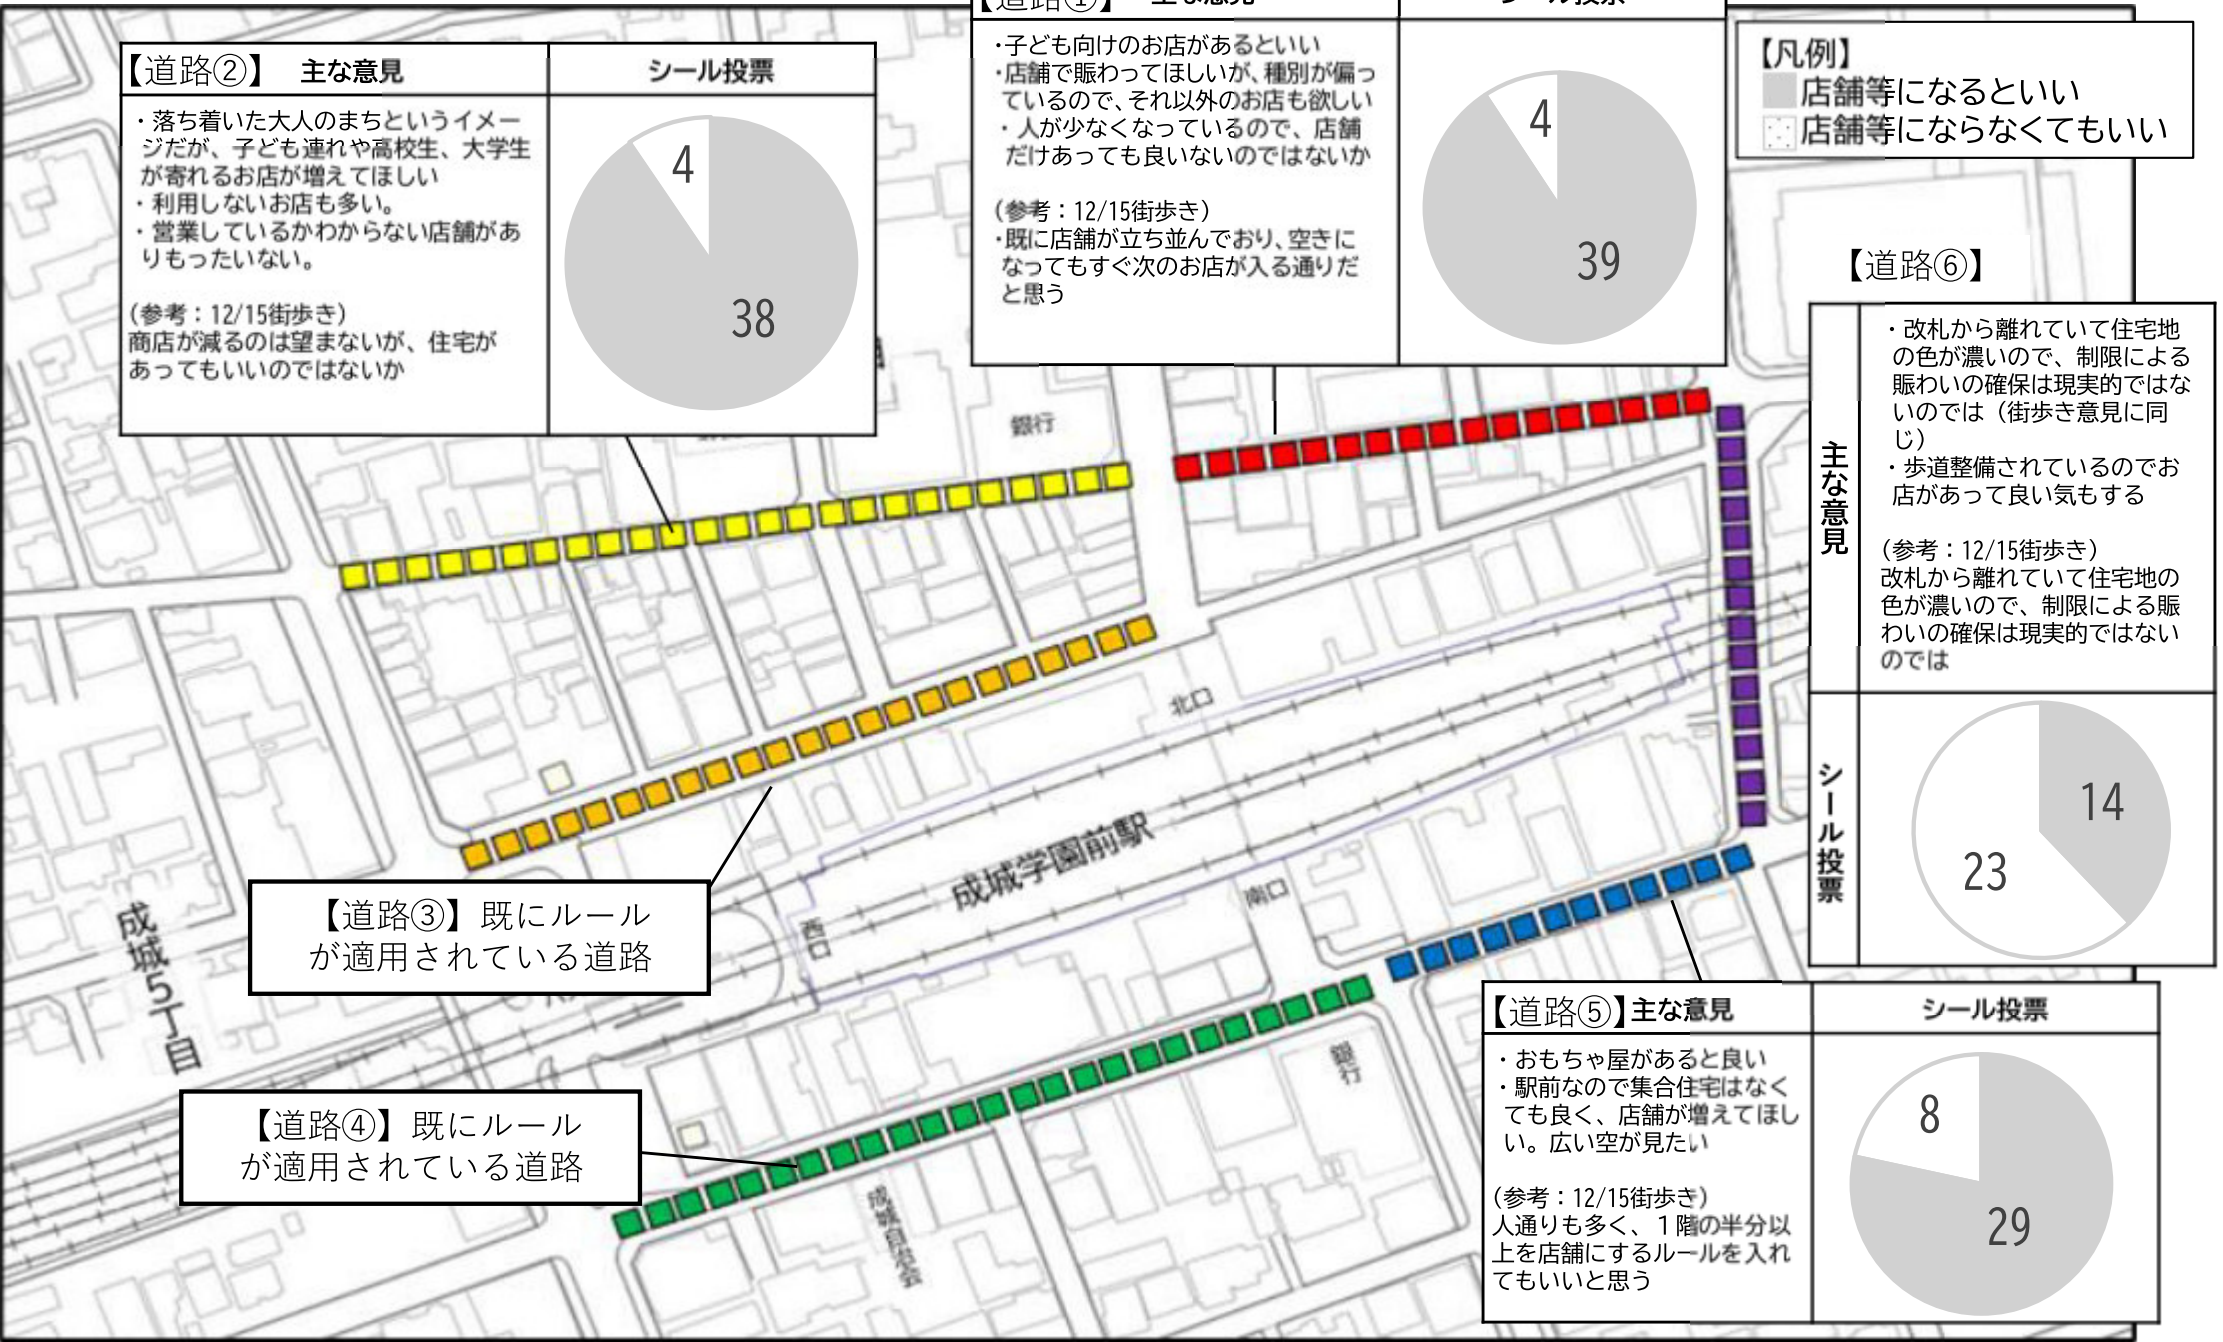 【道路①】 主な意見
シール投票
・子ども向けのお店があるといい
・店舗で賑わってほしいが、種別が偏っ
ているので、それ以外のお店も欲しい
・人が少なくなっているので、店舗
だけあっても良いないのではないか
(参考：12/15街歩き)
・既に店舗が立ち並んでおり、空きに
なってもすぐ次のお店が入る通りだ
と思う
4
39
【凡例】
店舗等になるといい
店舗等にならなくてもいい
【道路②】 主な意見
シール投票
・落ち着いた大人のまちというイメー
ジだが、子ども連れや高校生、大学生
が寄れるお店が増えてほしい
・利用しないお店も多い。
・営業しているかわからない店舗があ
りもったいない。
(参考：12/15街歩き)
商店が減るのは望まないが、住宅が
あってもいいのではないか
4
38
【道路⑥】
主な意見
・改札から離れていて住宅地
の色が濃いので、制限による
賑わいの確保は現実的ではな
いのでは（街歩き意見に同
じ）
・歩道整備されているのでお
店があって良い気もする
(参考：12/15街歩き)
改札から離れていて住宅地の
色が濃いので、制限による賑
わいの確保は現実的ではない
のでは
シール投票
14
23
銀行
北口
成城学園前駅
南口
西口
【道路③】既にルール
が適用されている道路
成城5丁目
【道路④】既にルール
が適用されている道路
銀行
成城自治会
【道路⑤】主な意見
シール投票
・おもちゃ屋があると良い
・駅前なので集合住宅はなく
ても良く、店舗が増えてほし
い。広い空が見たい
(参考：12/15街歩き)
人通りも多く、１階の半分以
上を店舗にするルールを入れ
てもいいと思う
8
29